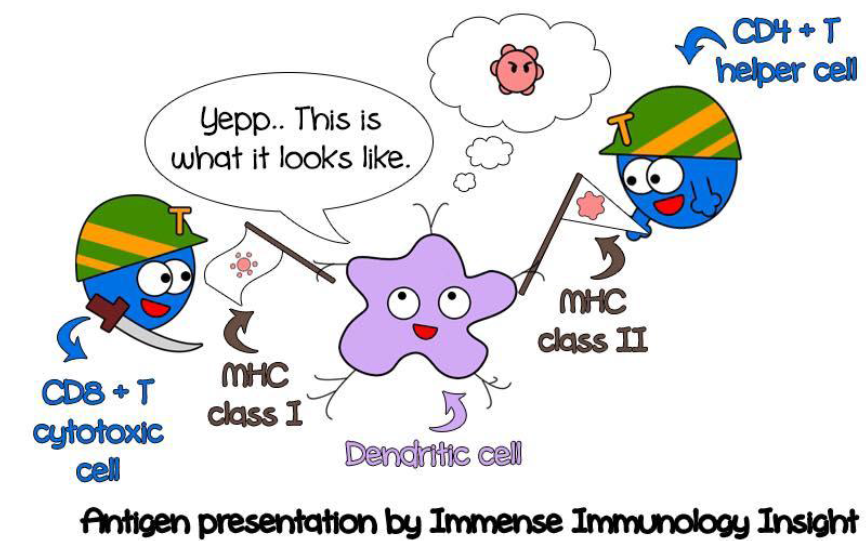 CD4 + T
helper cell
Yepp.. This is
what it looks like.
T
T
MHC
class II
MHC
class I
CD8 + T
cytotoxic
cell
Dendritic cell
Antigen presentation by Immense Immunology Insight